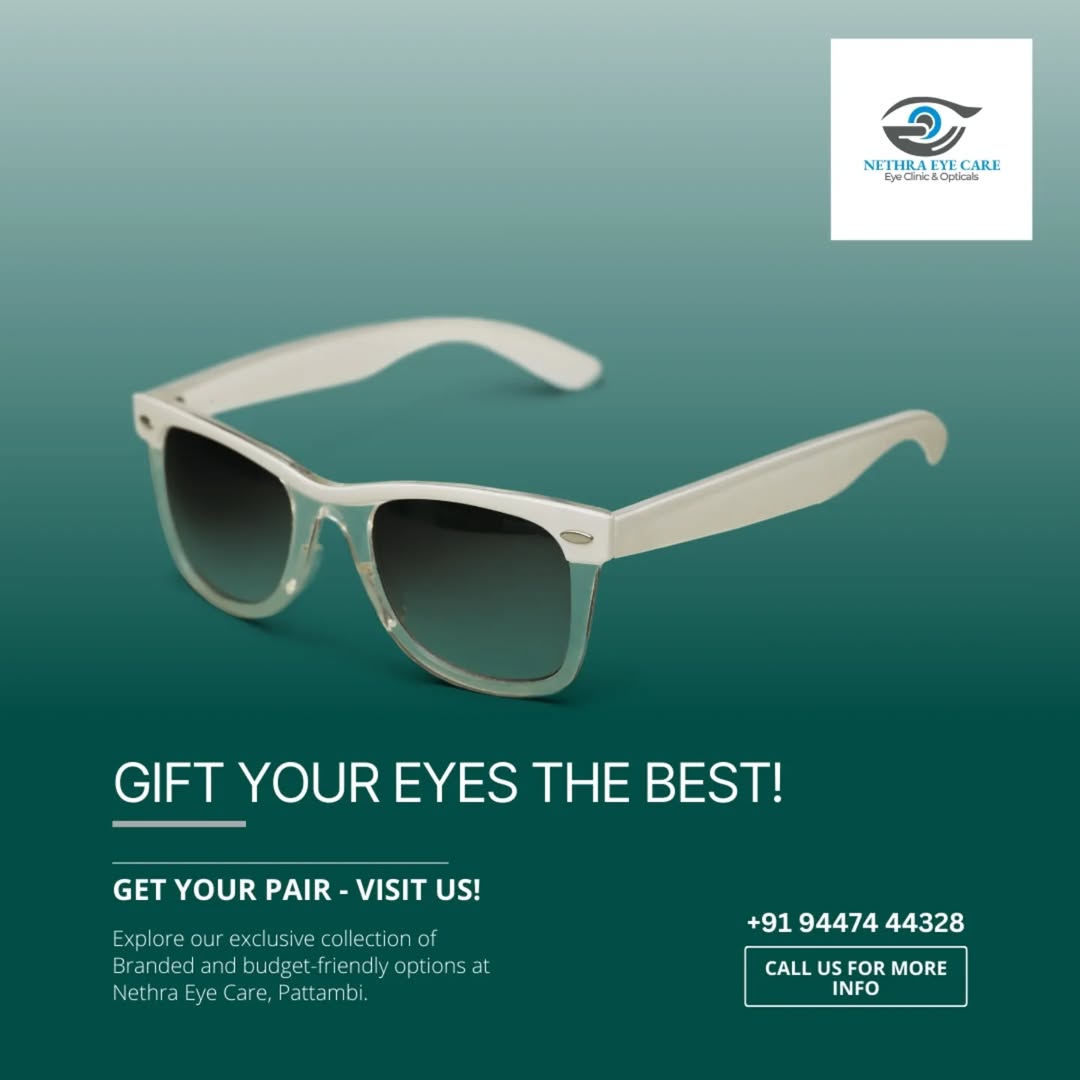 NETHRA EYE CARE
Eye Clinic & Opticals
GIFT YOUR EYES THE BEST!
GET YOUR PAIR - VISIT US!
Explore our exclusive collection of
Branded and budget-friendly options at
Nethra Eye Care, Pattambi.
+91 94474 44328
CALL US FOR MORE
INFO